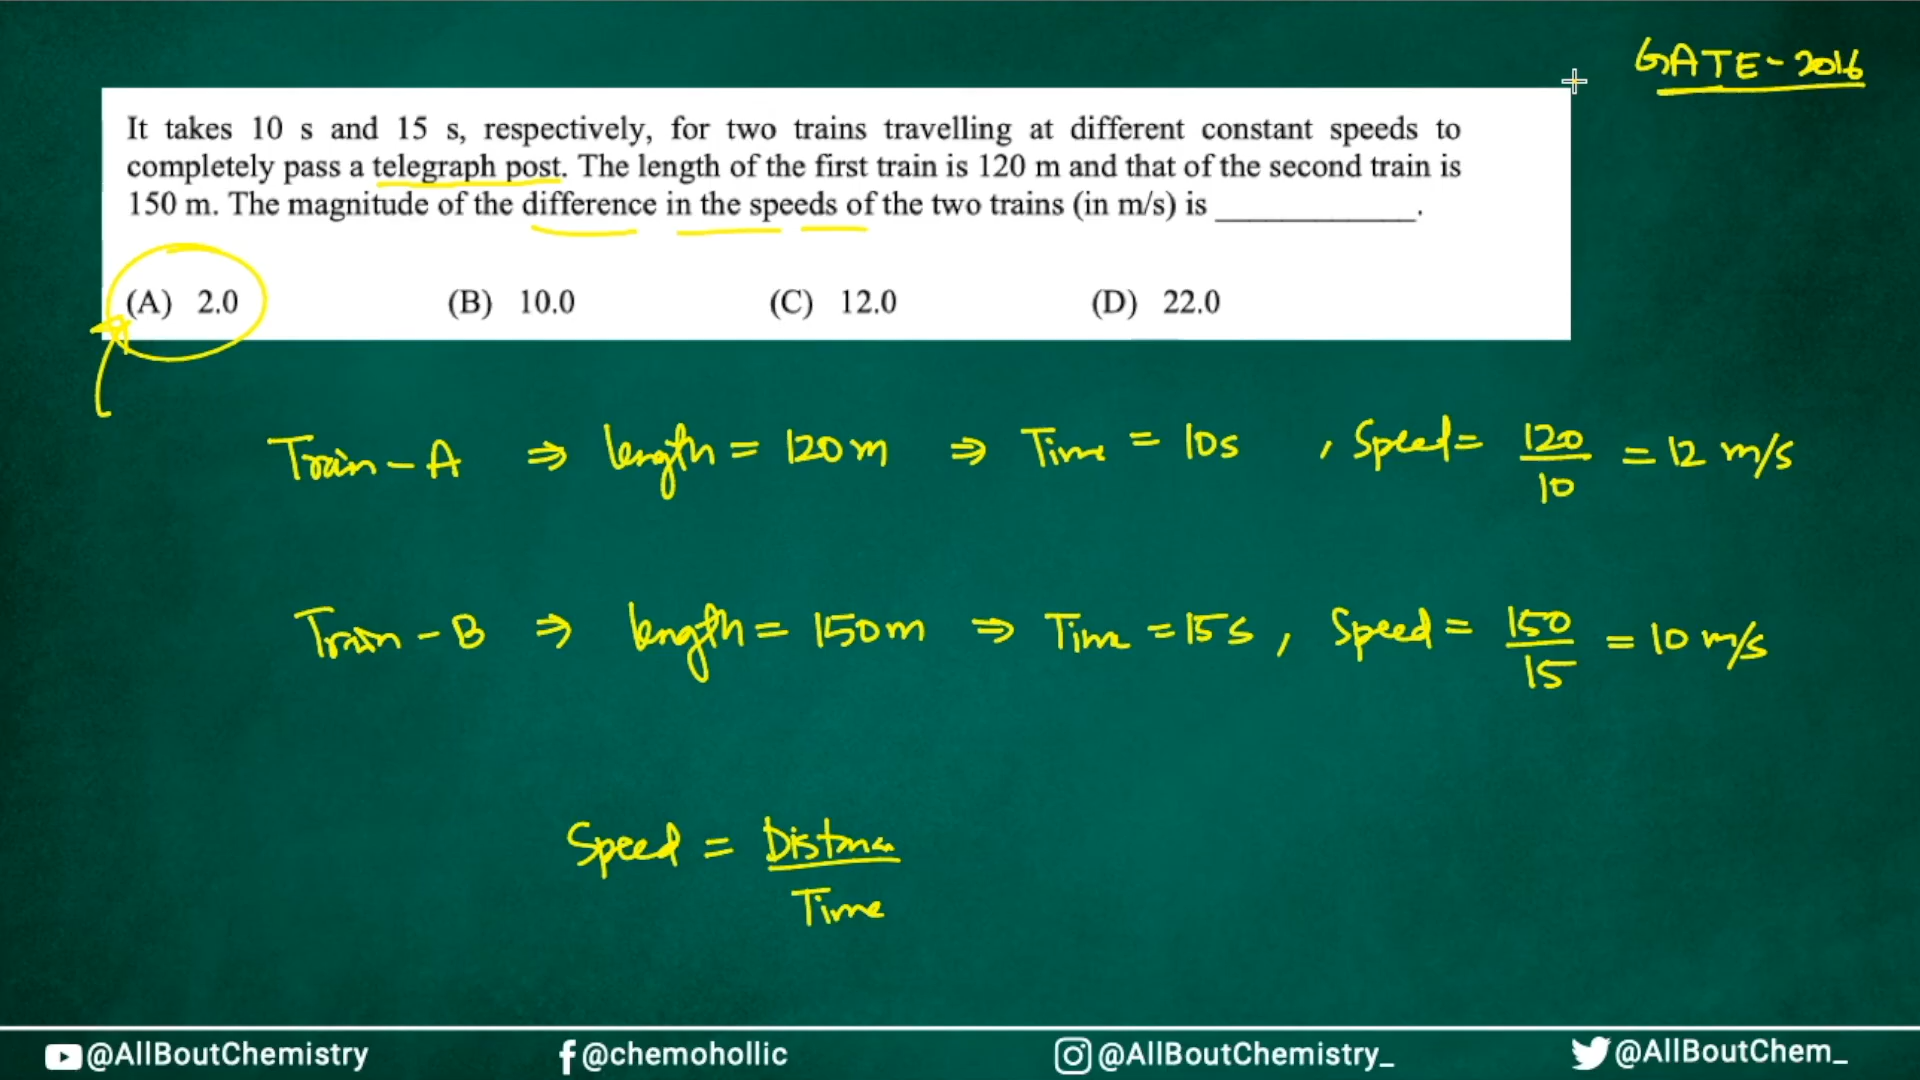 GATE-2016
It takes 10 s and 15 s, respectively, for two trains travelling at different constant speeds to
completely pass a telegraph post. The length of the first train is 120 m and that of the second train is
150 m. The magnitude of the difference in the speeds of the two trains (in m/s) is ____________.
(A) 2.0 (B) 10.0 (C) 12.0 (D) 22.0
Train-A ⇒ length = 120m ⇒ Time = 10s , Speed = 120/10 = 12 m/s
Train-B ⇒ length = 150m ⇒ Time = 15s , Speed = 150/15 = 10 m/s
Speed = Distance
Time
@AllBoutChemistry @chemohollic @AllBoutChemistry_ @AllBoutChem_